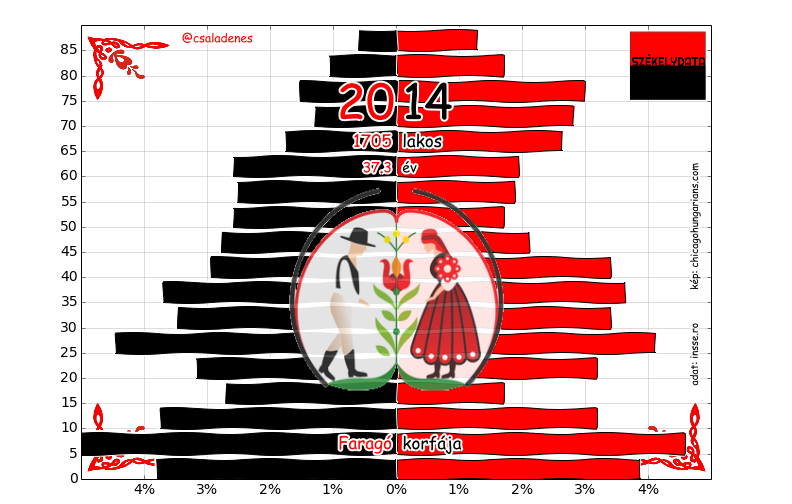 @csaladenes
SZÉKELYDATA
2014
1705 lakos
37.3 év
kép: chicagohungarians.com
adat: insse.ro
Faragó korfája
85
80
75
70
65
60
55
50
45
40
35
30
25
20
15
10
5
0
4% 3% 2% 1% 0% 1% 2% 3% 4%